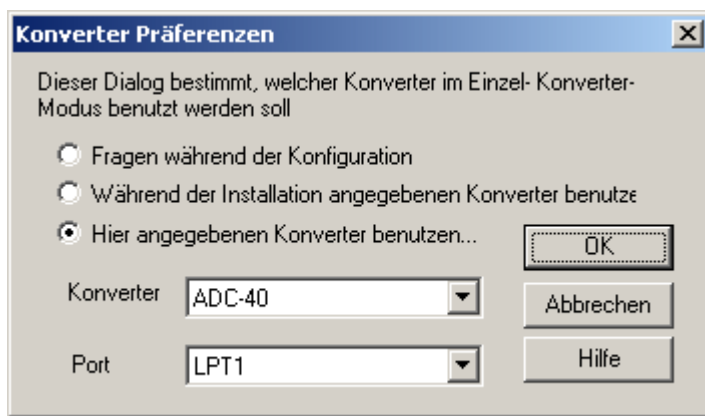 Konverter Präferenzen
Dieser Dialog bestimmt, welcher Konverter im Einzel- Konverter-
Modus benutzt werden soll
Fragen während der Konfiguration
Während der Installation angegebenen Konverter benutze
Hier angegebenen Konverter benutzen...
OK
Konverter
ADC-40
Abbrechen
Port
LPT1
Hilfe